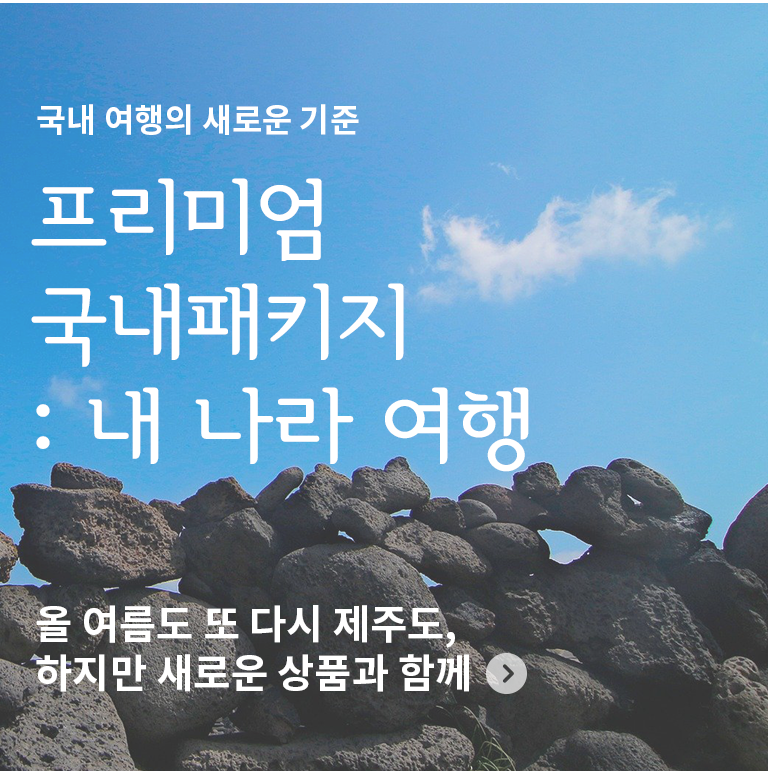 국내 여행의 새로운 기준
프리미엄
국내패키지
: 내 나라 여행
올 여름도 또 다시 제주도,
하지만 새로운 상품과 함께